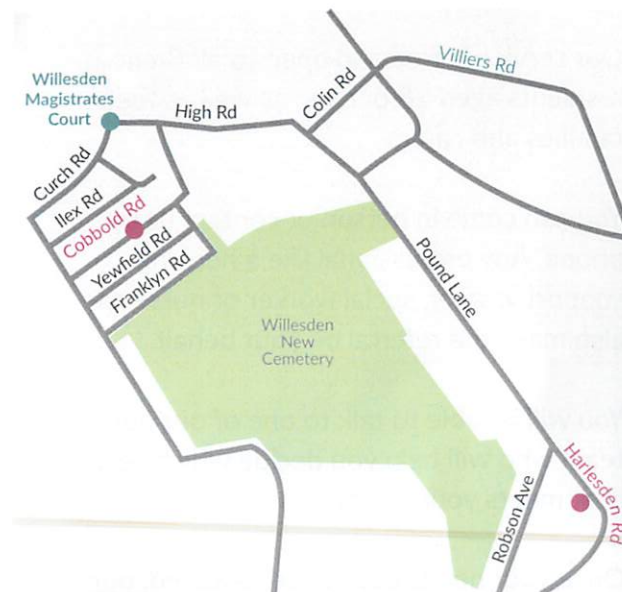 Villiers Rd
Colin Rd
Willesden
Magistrates
Court
High Rd
Curch Rd
Ilex Rd
Cobbold Rd
Yewfield Rd
Franklyn Rd
Pound Lane
Willesden
New
Cemetery
Harlesden Rd
Robson Ave